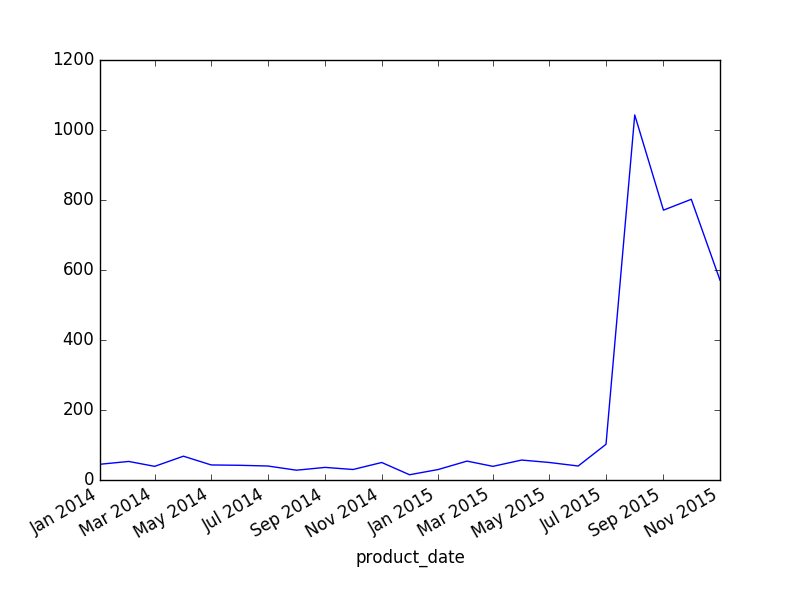 1200
1000
800
600
400
200
0
Jan 2014
Mar 2014
May 2014
Jul 2014
Sep 2014
Nov 2014
Jan 2015
Mar 2015
May 2015
Jul 2015
Sep 2015
Nov 2015
product_date